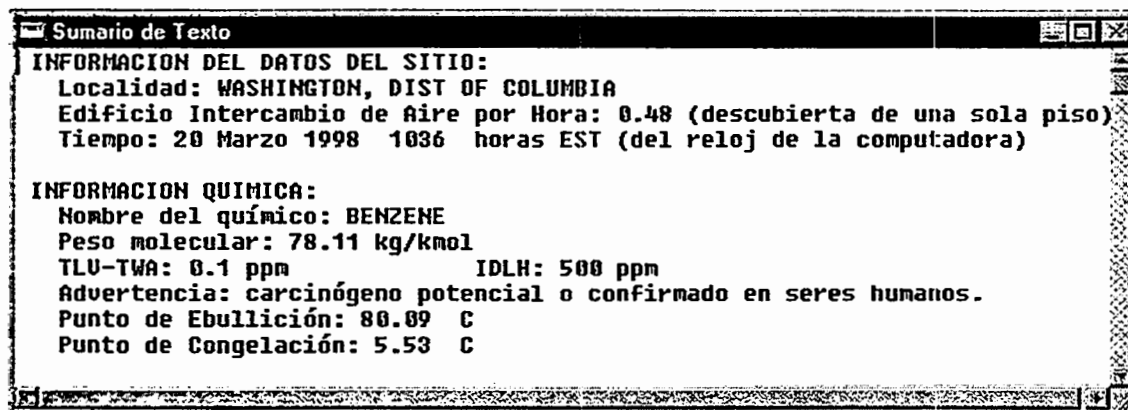 Sumario de Texto
INFORMACION DEL DATOS DEL SITIO:
Localidad: WASHINGTON, DIST OF COLUMBIA
Edificio Intercambio de Aire por Hora: 0.48 (descubierta de una sola piso)
Tiempo: 20 Marzo 1998 1036 horas EST (del reloj de la computadora)
INFORMACION QUIMICA:
Nombre del químico: BENZENE
Peso molecular: 78.11 kg/kmol
TLV-TWA: 0.1 ppm IDLH: 500 ppm
Advertencia: carcinógeno potencial o confirmado en seres humanos.
Punto de Ebullición: 80.09 C
Punto de Congelación: 5.53 C